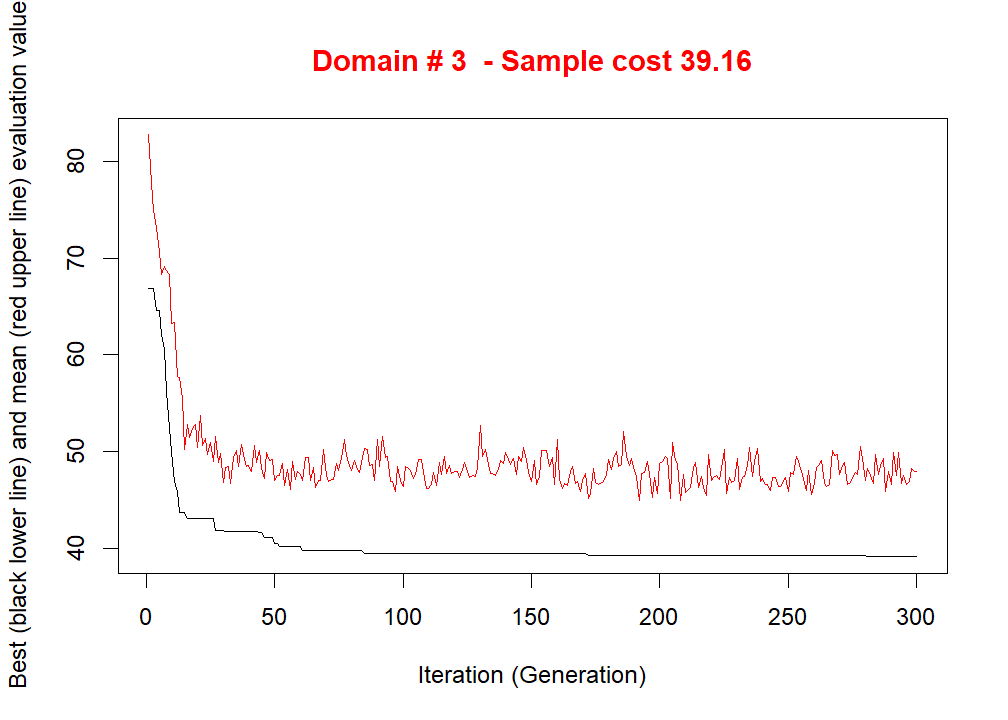 Domain # 3  - Sample cost 39.16
Best (black lower line) and mean (red upper line) evaluation value
80
70
60
50
40
0 50 100 150 200 250 300
Iteration (Generation)